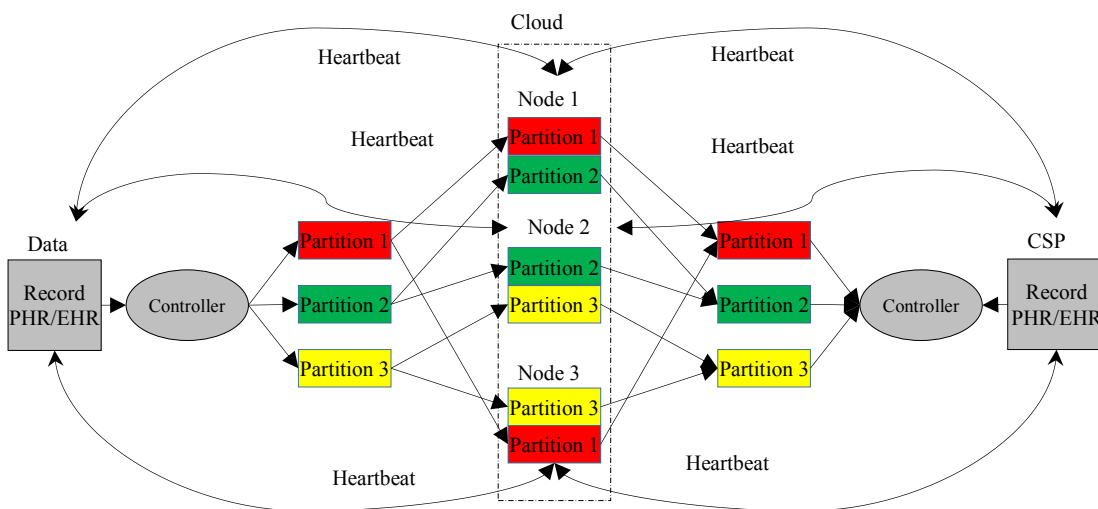 Cloud
Heartbeat
Heartbeat
Node 1
Heartbeat
Partition 1
Heartbeat
Partition 2
Data
Partition 1
Node 2
Partition 1
CSP
Record
PHR/EHR
Controller
Partition 2
Partition 2
Partition 3
Partition 2
Controller
Record
PHR/EHR
Partition 3
Node 3
Partition 3
Partition 3
Partition 1
Heartbeat
Heartbeat